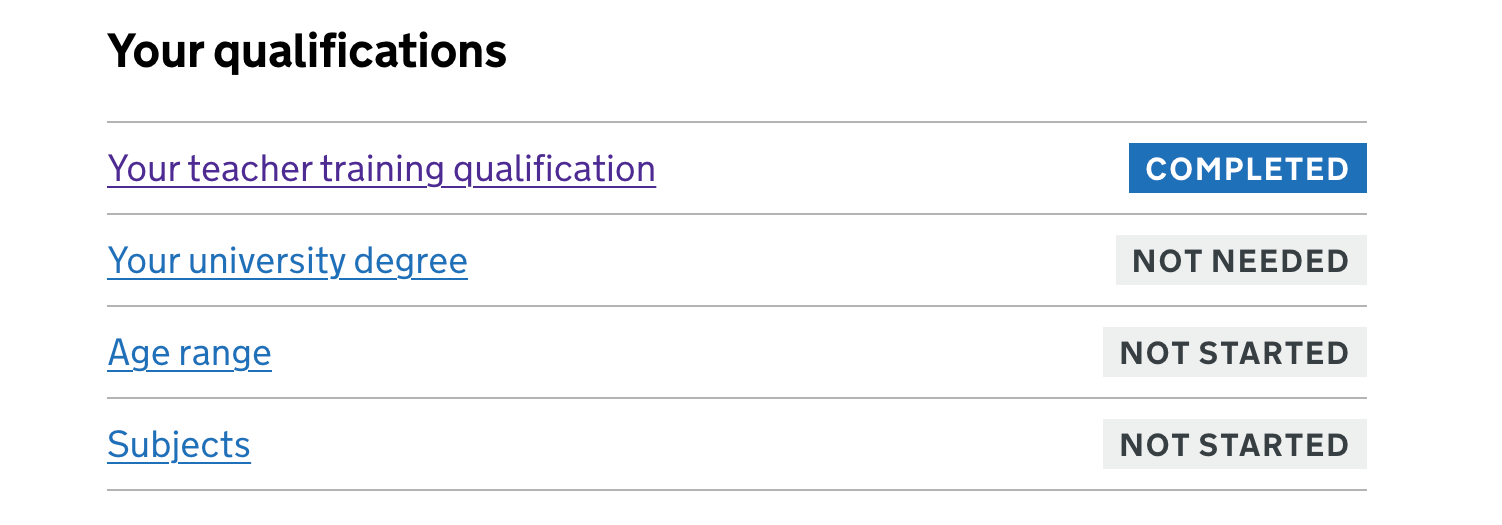 Your qualifications
Your teacher training qualification COMPLETED
Your university degree NOT NEEDED
Age range NOT STARTED
Subjects NOT STARTED